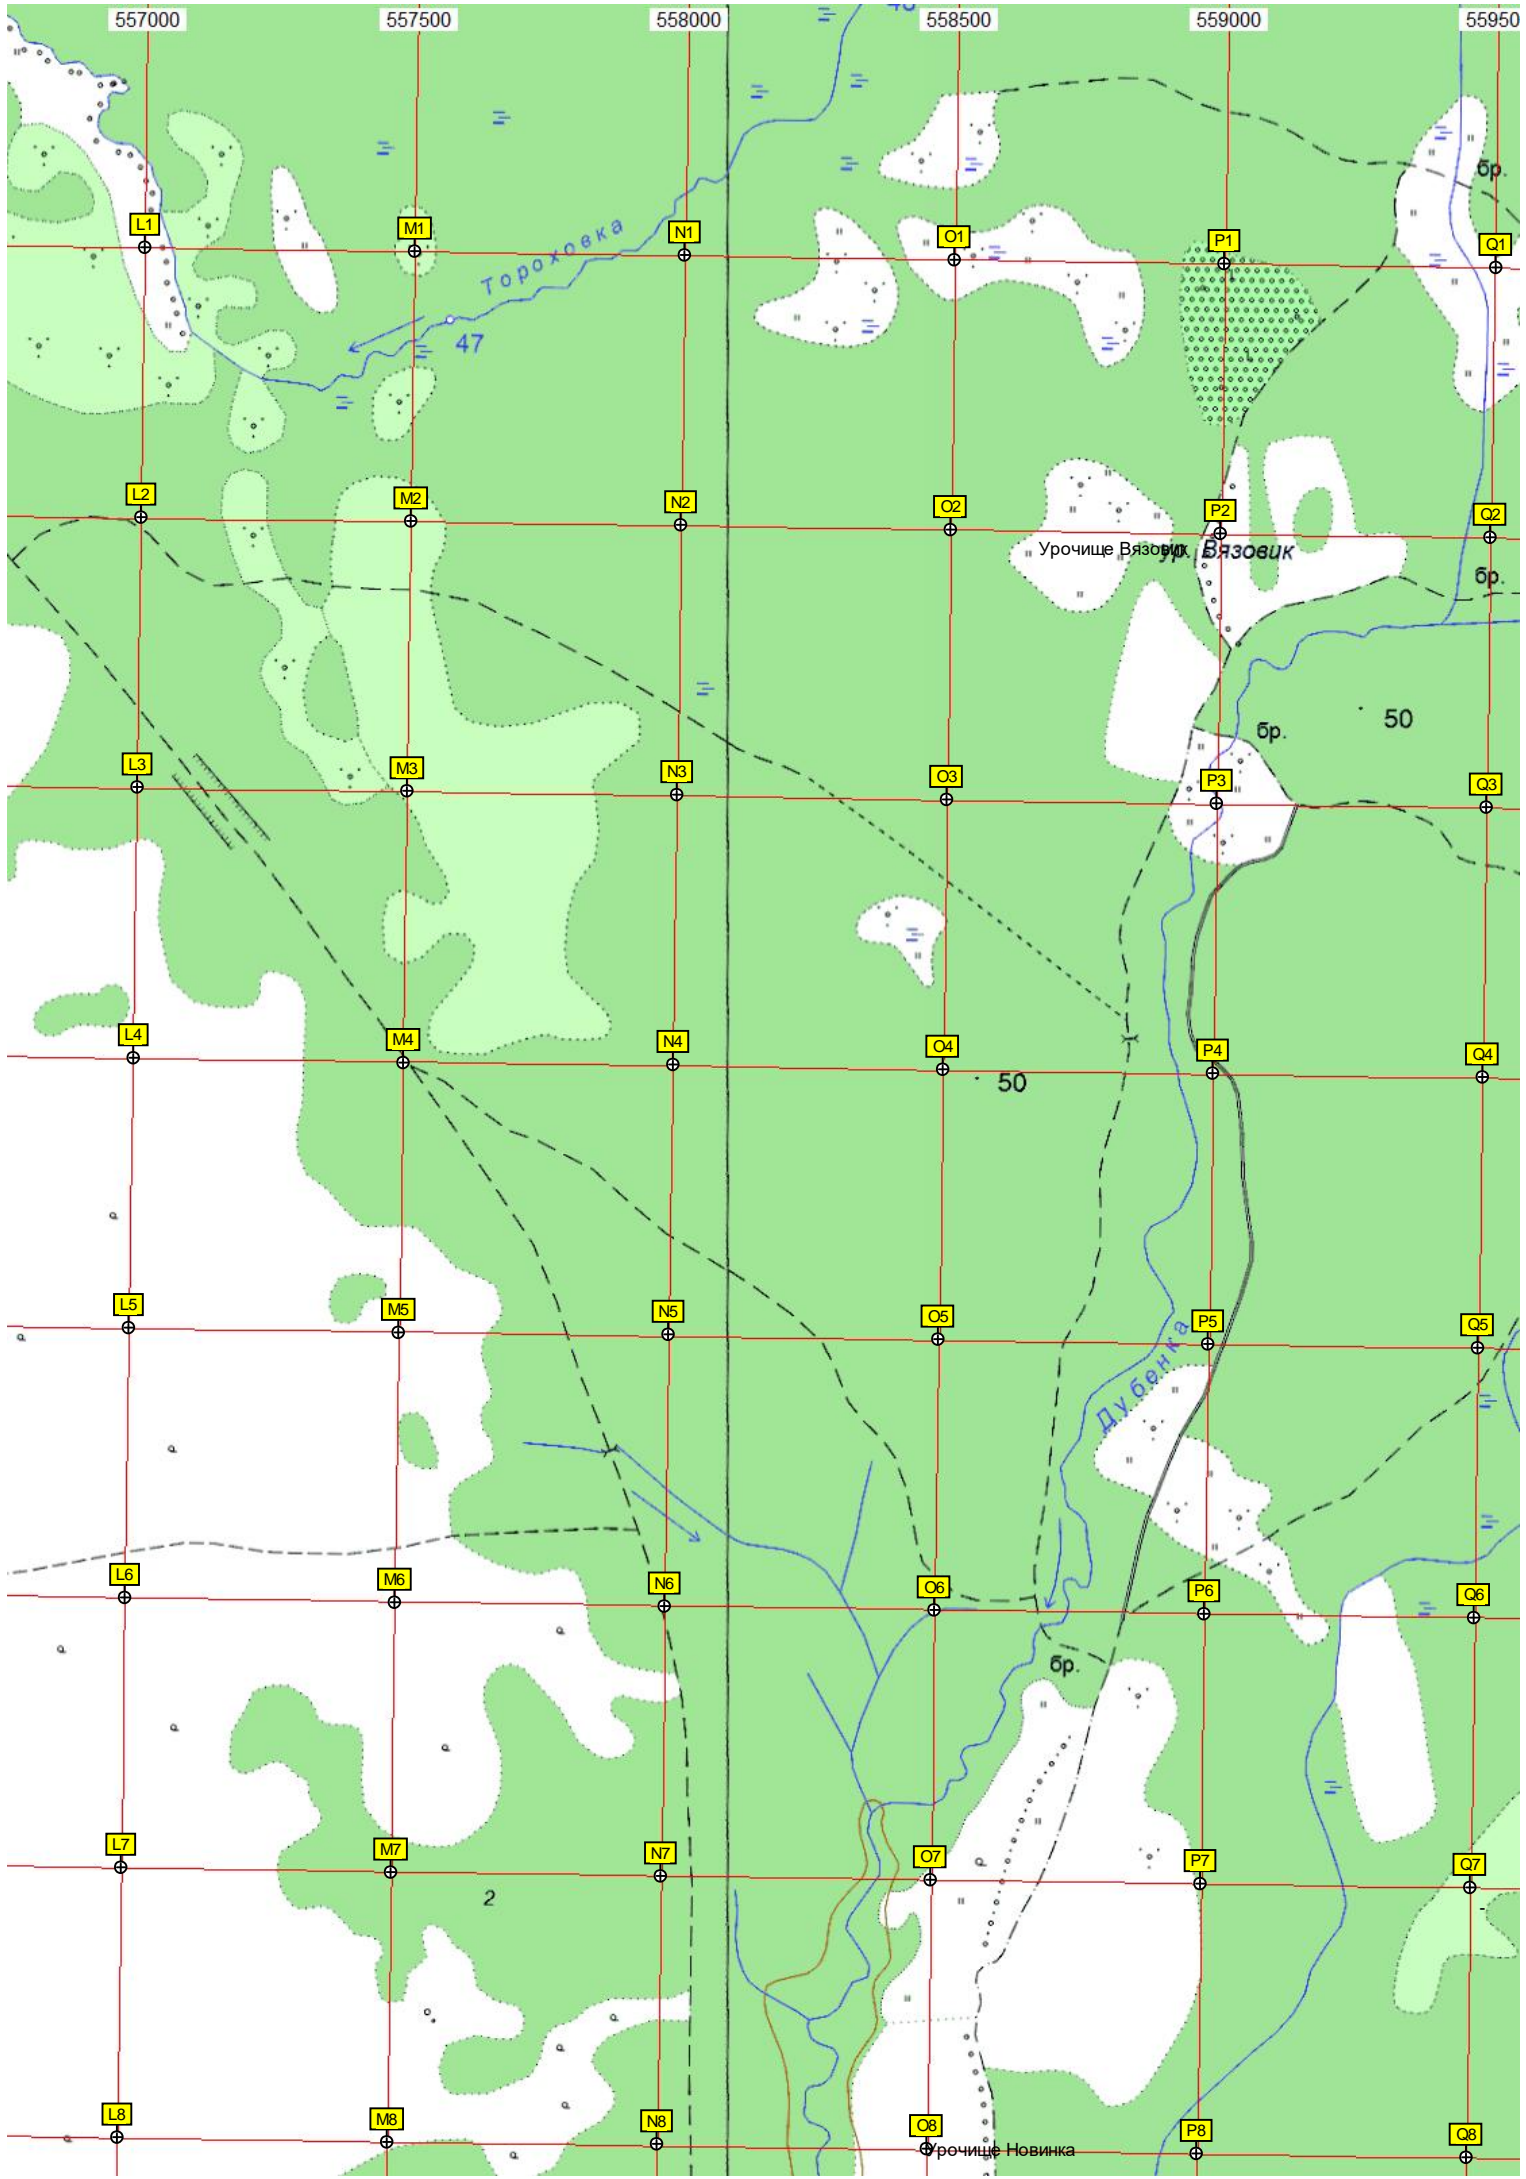 557000 557500 558000 558500 559000 55950
бр.
L1 M1 N1 O1 P1 Q1
Тороховка
47
L2 M2 N2 O2 P2 Q2
Урочище Вязовик ур. Вязовик
бр.
50
бр.
L3 M3 N3 O3 P3 Q3
L4 M4 N4 O4 P4 Q4
50
L5 M5 N5 O5 P5 Q5
Дубенка
L6 M6 N6 O6 P6 Q6
бр.
L7 M7 N7 O7 P7 Q7
2
L8 M8 N8 O8 P8 Q8
Урочище Новинка